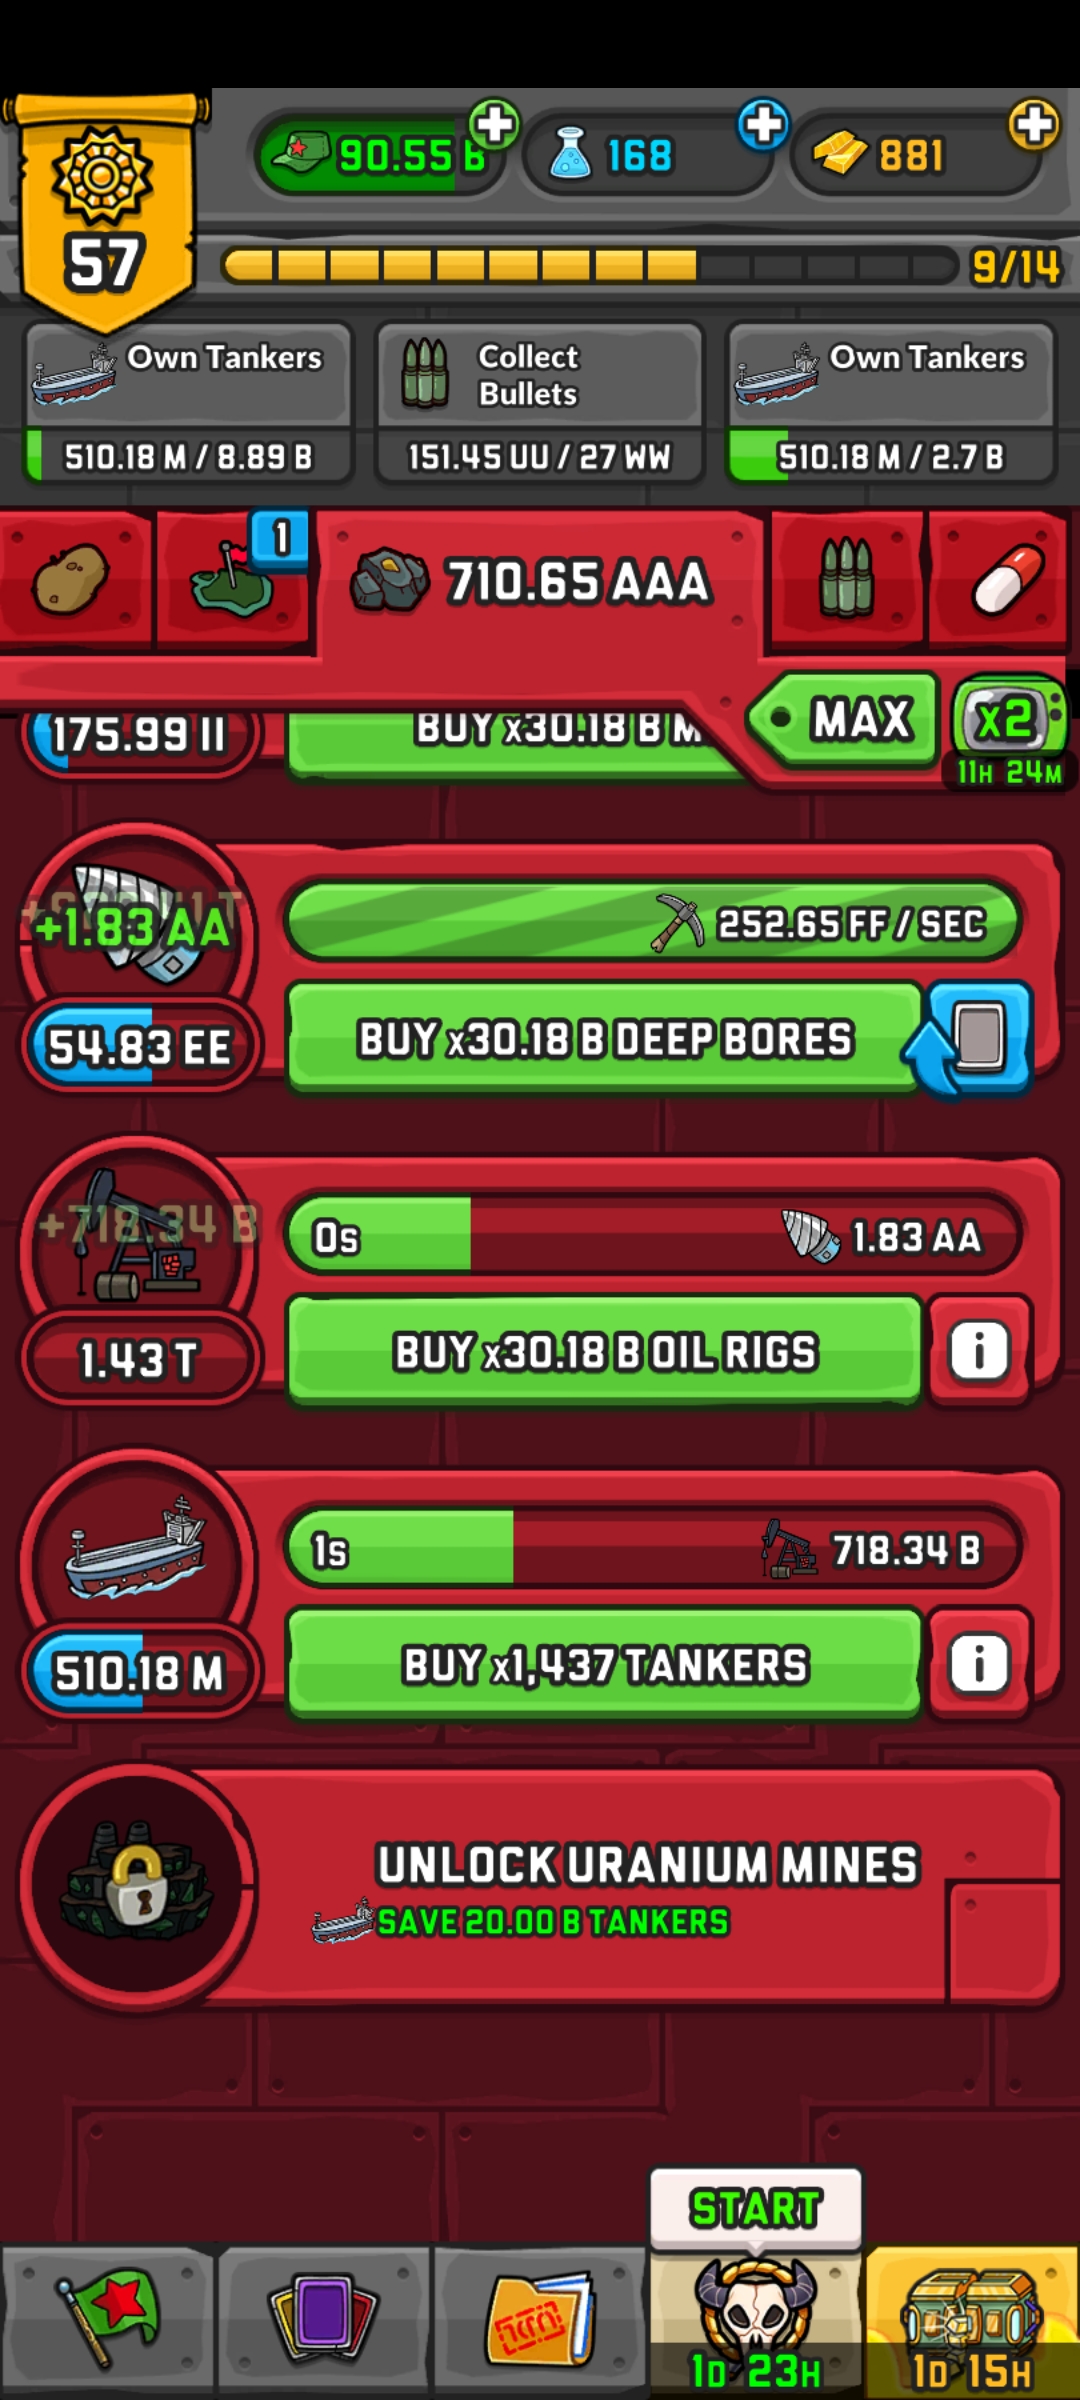 90.55 B
168
881
57
9/14
Own Tankers
510.18 M / 8.89 B
Collect
Bullets
151.45 UU / 27 WW
Own Tankers
510.18 M / 2.7 B
1
710.65 AAA
MAX
x2
11H 24M
175.99 II
BUY x30.18 B M
+1.83 AA
252.65 FF / SEC
54.83 EE
BUY x30.18 B DEEP BORES
+718.34 B
0s
1.83 AA
1.43 T
BUY x30.18 B OIL RIGS
i
1s
718.34 B
510.18 M
BUY x1,437 TANKERS
i
UNLOCK URANIUM MINES
SAVE 20.00 B TANKERS
START
1D 23H
1D 15H